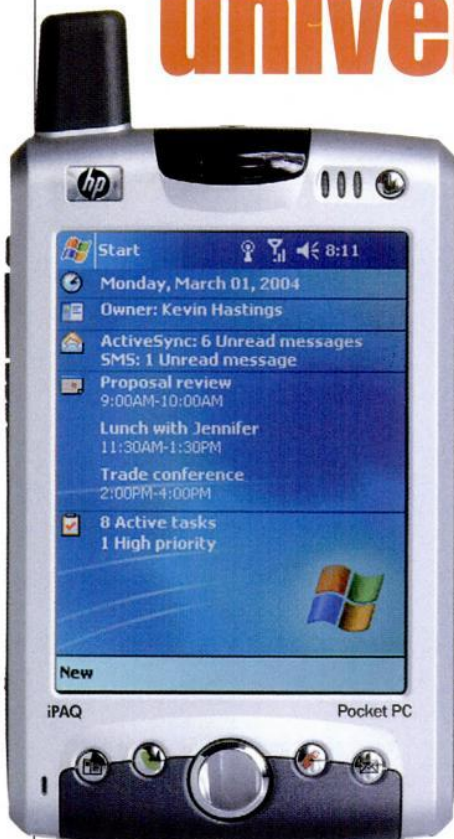 unive
hp
Start 8:11
Monday, March 01, 2004
Owner: Kevin Hastings
ActiveSync: 6 Unread messages
SMS: 1 Unread message
Proposal review
9:00AM-10:00AM
Lunch with Jennifer
11:30AM-1:30PM
Trade conference
2:00PM-4:00PM
8 Active tasks
1 High priority
New
iPAQ Pocket PC